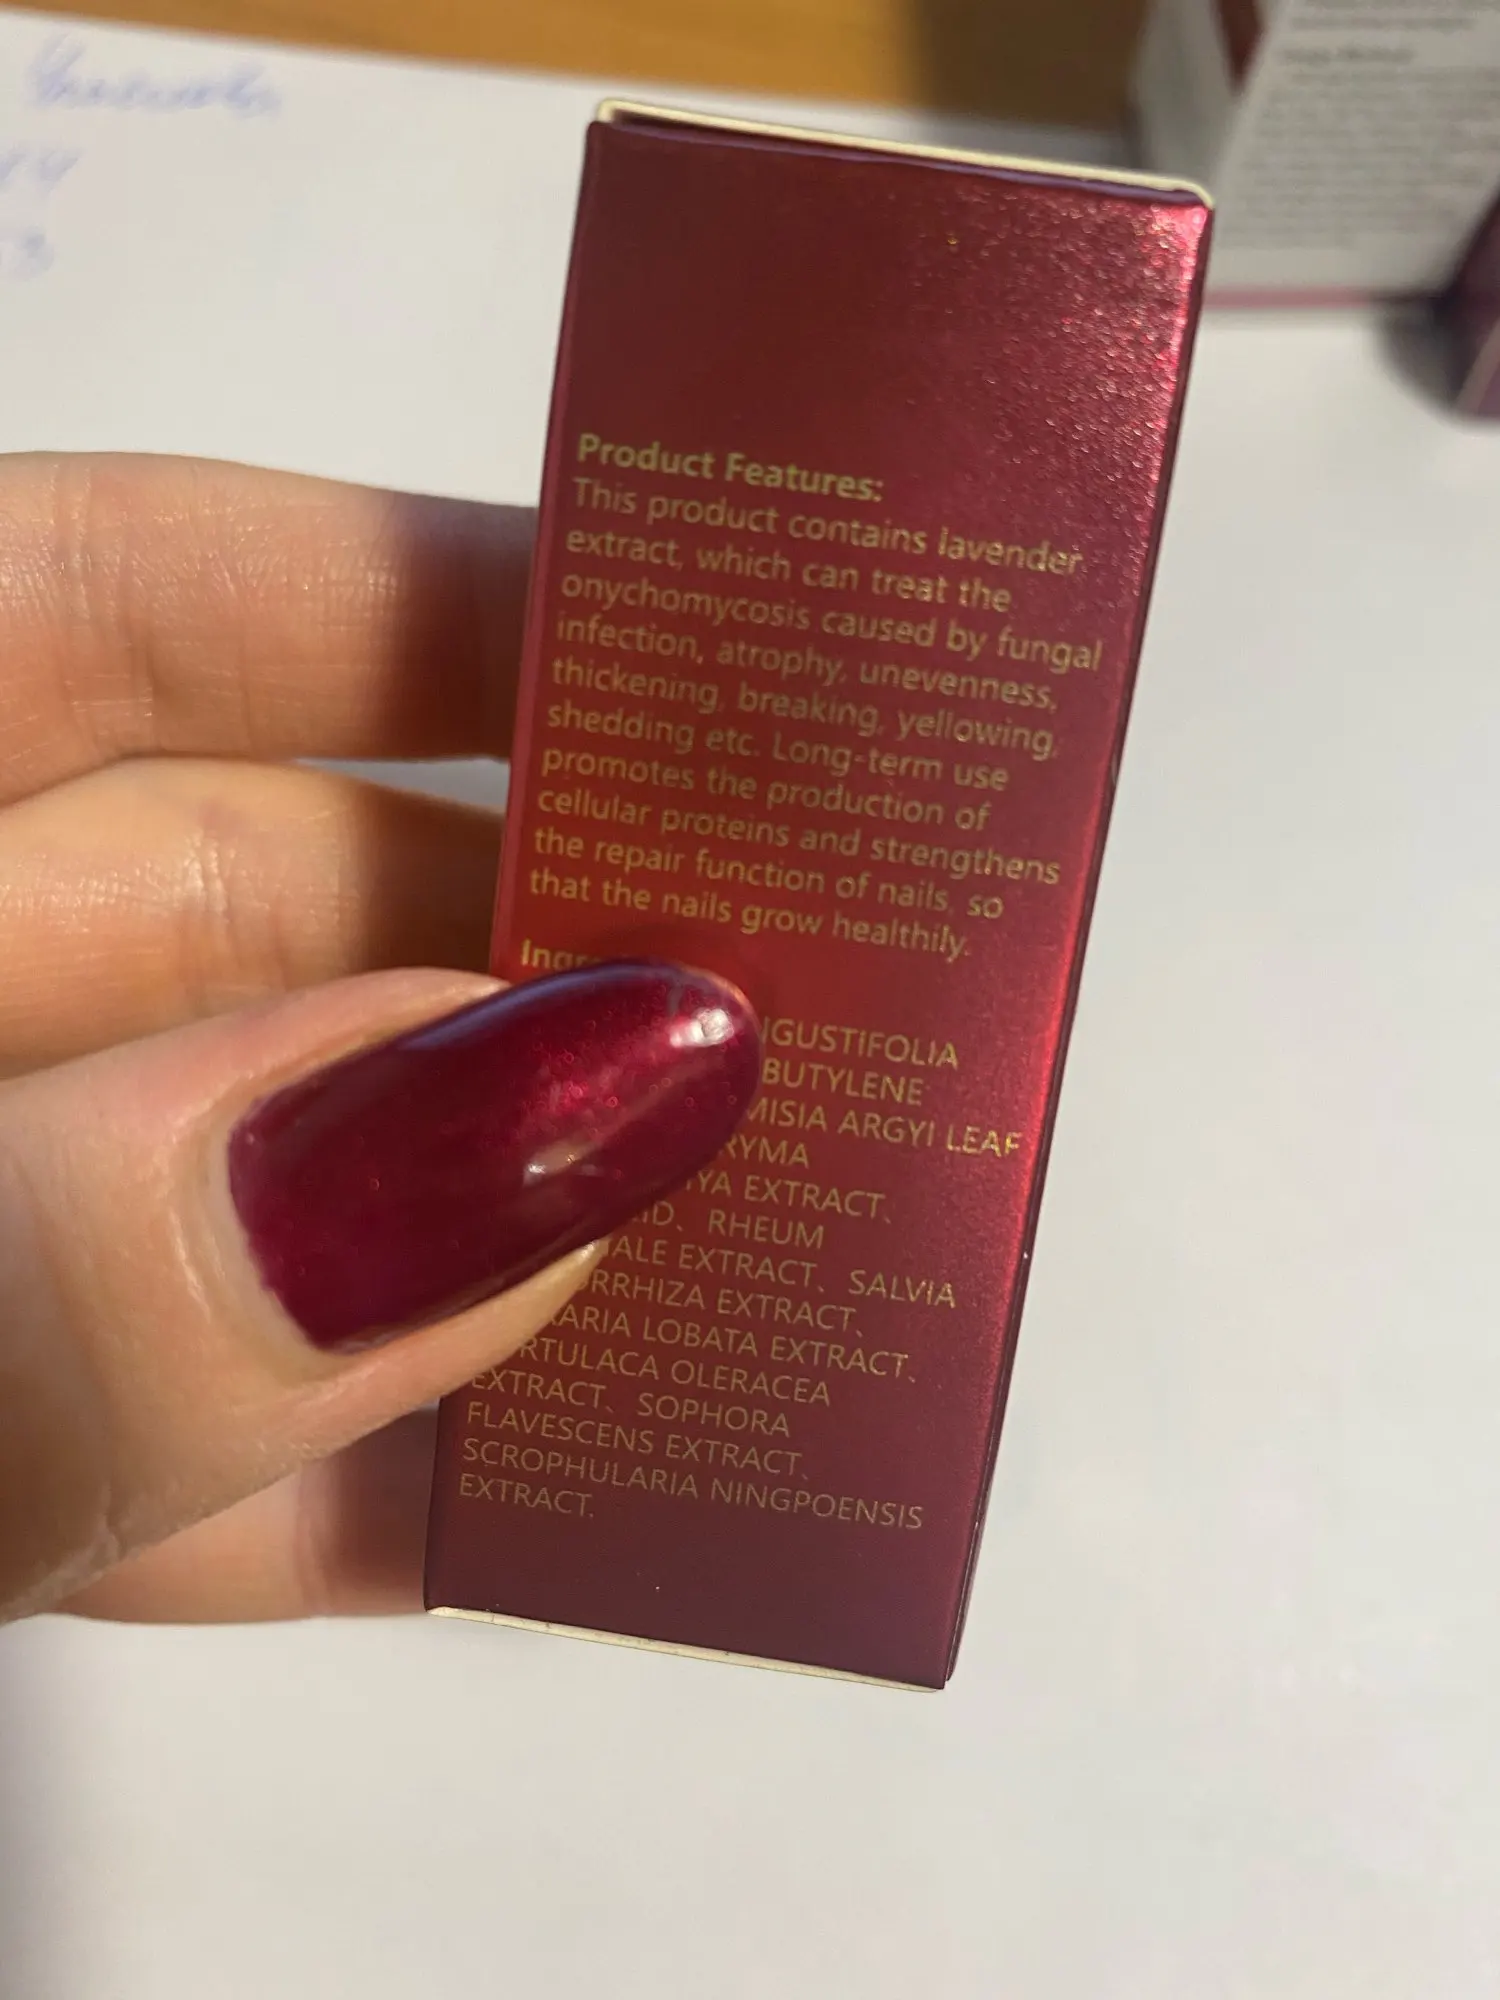 Product Features:
This product contains lavender
extract, which can treat the
onychomycosis caused by fungal
infection, atrophy, unevenness,
thickening, breaking, yellowing,
shedding etc. Long-term use
promotes the production of
cellular proteins and strengthens
the repair function of nails, so
that the nails grow healthily.
IGUSTIFOLIA
BUTYLENE
MISIA ARGYI LEAF
RYMA
IYA EXTRACT、
ID、 RHEUM
ALE EXTRACT、 SALVIA
ORRHIZA EXTRACT、
ARIA LOBATA EXTRACT、
RTULACA OLERACEA
EXTRACT、 SOPHORA
FLAVESCENS EXTRACT、
SCROPHULARIA NINGPOENSIS
EXTRACT.